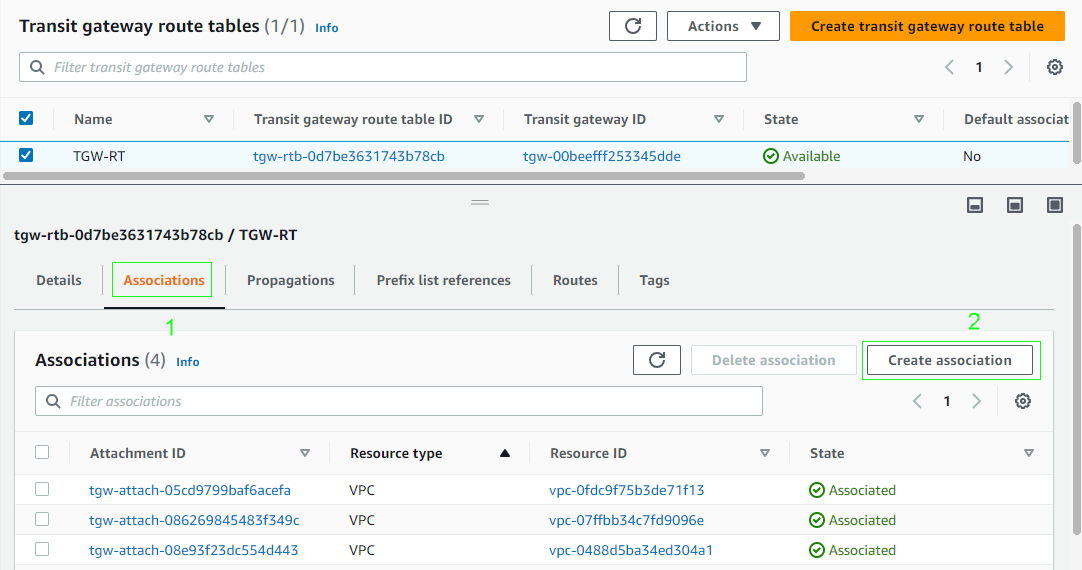 Transit gateway route tables (1/1) Info Actions Create transit gateway route table
Filter transit gateway route tables 1
Name Transit gateway route table ID Transit gateway ID State Default associat
TGW-RT tgw-rtb-0d7be3631743b78cb tgw-00beefff253345dde Available No
tgw-rtb-0d7be3631743b78cb / TGW-RT
Details Associations Propagations Prefix list references Routes Tags
1 2
Associations (4) Info Delete association Create association
Filter associations 1
Attachment ID Resource type Resource ID State
tgw-attach-05cd9799baf6acefa VPC vpc-0fdc9f75b3de71f13 Associated
tgw-attach-086269845483f349c VPC vpc-07ffbb34c7fd9096e Associated
tgw-attach-08e93f23dc554d443 VPC vpc-0488d5ba34ed304a1 Associated